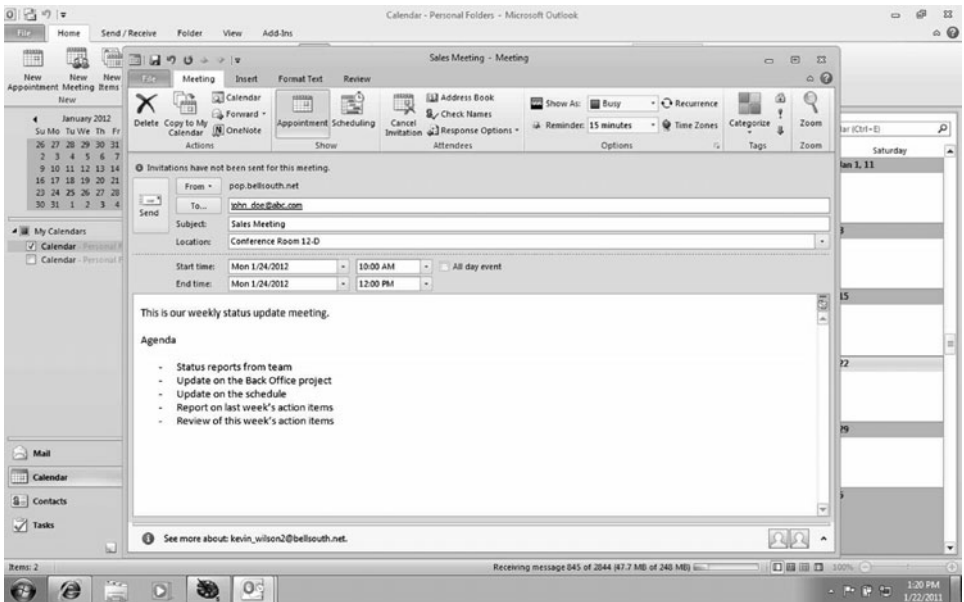 Calendar - Personal Folders - Microsoft Outlook
File Home Send / Receive Folder View Add-Ins
New Appointment New Meeting New Items
New
January 2012
Su Mo Tu We Th Fr
26 27 28 29 30 31
2 3 4 5 6 7
9 10 11 12 13 14
16 17 18 19 20 21
23 24 25 26 27 28
30 31 1 2 3 4
My Calendars
Calendar - Personal F
Calendar - Personal F
Mail
Calendar
Contacts
Tasks
Sales Meeting - Meeting
File Meeting Insert Format Text Review
Delete Copy to My Calendar
Calendar
Forward
OneNote
Actions
Appointment Scheduling
Show
Cancel Invitation
Address Book
Check Names
Response Options
Attendees
Show As: Busy
Reminder: 15 minutes
Recurrence
Time Zones
Options
Categorize
Tags
Zoom
Zoom
Invitations have not been sent for this meeting.
Send
From pop.bellsouth.net
To... john_doe@abc.com
Subject: Sales Meeting
Location: Conference Room 12-D
Start time: Mon 1/24/2012 10:00 AM All day event
End time: Mon 1/24/2012 12:00 PM
This is our weekly status update meeting.
Agenda
- Status reports from team
- Update on the Back Office project
- Update on the schedule
- Report on last week's action items
- Review of this week's action items
See more about: kevin_wilson2@bellsouth.net.
dar (Ctrl+E)
Saturday
Jan 1, 11
8
15
22
29
5
Items: 2
Receiving message 845 of 2844 (47.7 MB of 248 MB)
100%
1:20 PM
1/22/2011